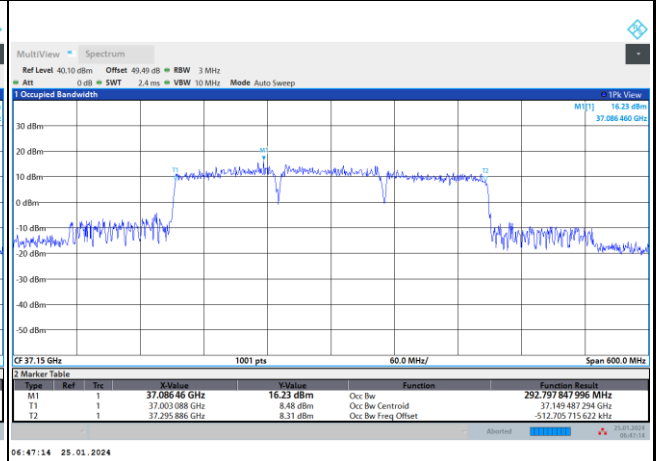 MultiView Spectrum
Ref Level 40.10 dBm Offset 49.49 dB RBW 3 MHz
Att 0 dB SWT 2.4 ms VBW 10 MHz Mode Auto Sweep
1 Occupied Bandwidth 1Pk View
M1[1] 16.23 dBm
37.086 460 GHz
30 dBm
20 dBm
M1
T1
T2
10 dBm
0 dBm
-10 dBm
-20 dBm
-30 dBm
-40 dBm
-50 dBm
CF 37.15 GHz 1001 pts 60.0 MHz/ Span 600.0 MHz
2 Marker Table
Type Ref Trc X-Value Y-Value Function Function Result
M1 1 37.086 46 GHz 16.23 dBm Occ Bw 292.797 847 996 MHz
T1 1 37.003 088 GHz 8.48 dBm Occ Bw Centroid 37.149 487 294 GHz
T2 1 37.295 886 GHz 8.31 dBm Occ Bw Freq Offset -512.705 715 622 kHz
Aborted 25.01.2024
06:47:14
06:47:14 25.01.2024